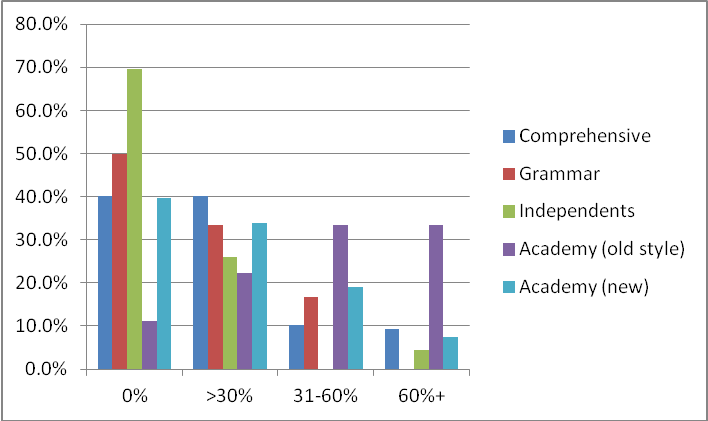 80.0%
70.0%
60.0%
50.0%
40.0%
30.0%
20.0%
10.0%
0.0%
0% >30% 31-60% 60%+
Comprehensive
Grammar
Independents
Academy (old style)
Academy (new)